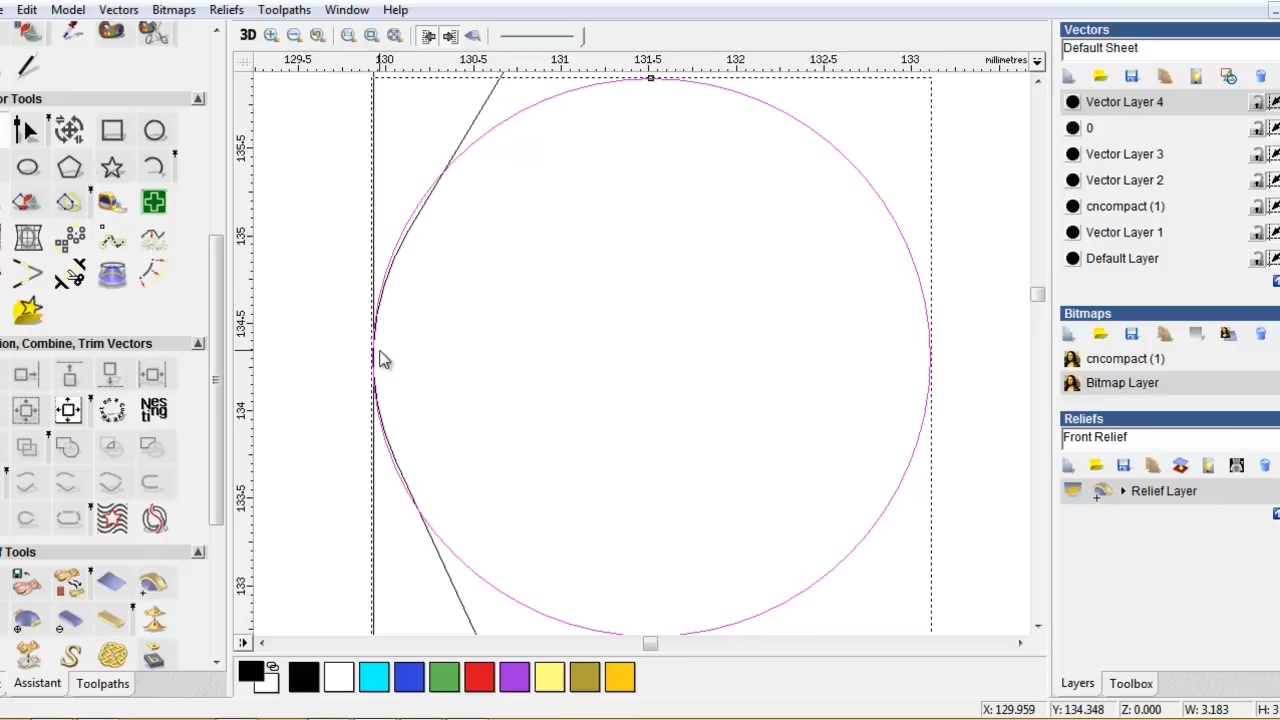 Edit Model Vectors Bitmaps Reliefs Toolpaths Window Help
3D
129.5 130 130.5 131 131.5 132 132.5 133 millimetres
135.5
135
134.5
134
133.5
133
or Tools
Nes
ting
ion, Combine, Trim Vectors
f Tools
Assistant Toolpaths
Vectors
Default Sheet
Vector Layer 4
0
Vector Layer 3
Vector Layer 2
cncompact (1)
Vector Layer 1
Default Layer
Bitmaps
cncompact (1)
Bitmap Layer
Reliefs
Front Relief
Relief Layer
Layers Toolbox
X: 129.959 Y: 134.348 Z: 0.000 W: 3.183 H: 3